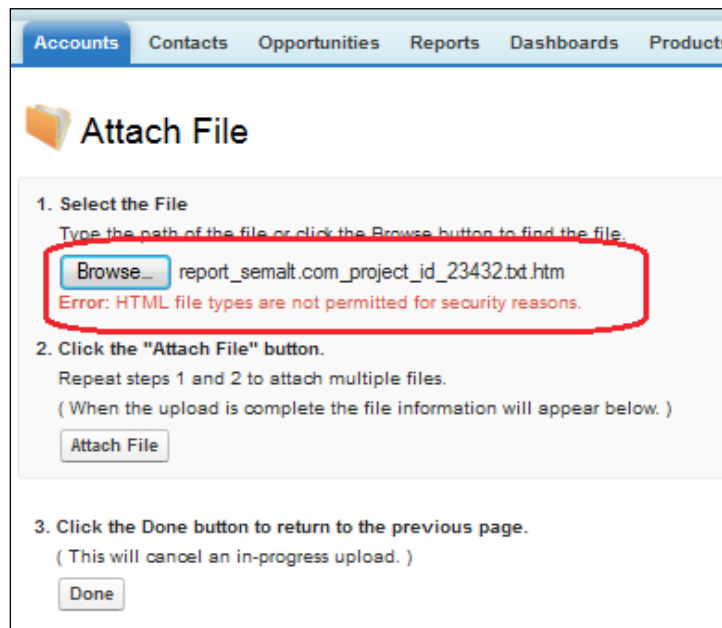 Accounts Contacts Opportunities Reports Dashboards Products
Attach File
1. Select the File
Type the path of the file or click the Browse button to find the file.
Browse... report_semalt.com_project_id_23432.txt.htm
Error: HTML file types are not permitted for security reasons.
2. Click the "Attach File" button.
Repeat steps 1 and 2 to attach multiple files.
( When the upload is complete the file information will appear below. )
Attach File
3. Click the Done button to return to the previous page.
( This will cancel an in-progress upload. )
Done